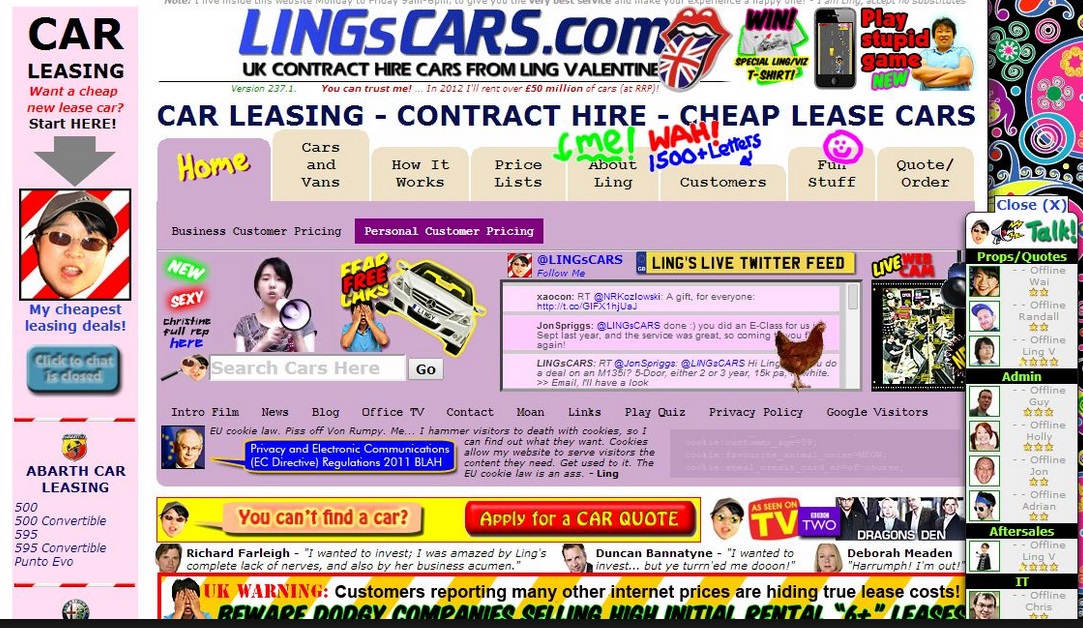 Note: I live inside this website Monday to Friday 9am-6pm, to give you the very best service and make your experience a happy one! - I am Ling, accept no substitutes
CAR
LEASING
Want a cheap
new lease car?
Start HERE!
My cheapest
leasing deals!
Click to chat
is closed
ABARTH CAR
LEASING
500
500 Convertible
595
595 Convertible
Punto Evo
LINGsCARS.com
UK CONTRACT HIRE CARS FROM LING VALENTINE
Version 237.1. You can trust me! ... In 2012 I'll rent over £50 million of cars (at RRP)!
WIN!
SPECIAL LING/VIZ
T-SHIRT!
Play
stupid
game
NEW
CAR LEASING - CONTRACT HIRE - CHEAP LEASE CARS
me! WAH!
1500+ Letters
Home
Cars
and
Vans
How It
Works
Price
Lists
About
Ling
Customers
Fun
Stuff
Quote/
Order
Business Customer Pricing
Personal Customer Pricing
NEW
SEXY
christine
full rep
here
FEAR
FREE
CARS
Search Cars Here
Go
@LINGsCARS
Follow Me
GB LING'S LIVE TWITTER FEED
xaocon: RT @NRKozlowski: A gift, for everyone:
JonSpriggs: @LINGsCARS done :) you did an E-Class for us
Sept last year, and the service was great, so coming
again!
LINGsCARS: RT @JonSpriggs: @LINGsCARS Hi Ling
a deal on an M135i? 5-Door, either 2 or 3 year, 15k pa,
>> Email, I'll have a look
LIVE WEB
CAM
Intro Film
News
Blog
Office TV
Contact
Moan
Links
Play Quiz
Privacy Policy
Google Visitors
EU cookie law. Piss off Von Rumpy. Me... I hammer visitors to death with cookies, so I
can find out what they want. Cookies
allow my website to serve visitors the
content they need. Get used to it. The
EU cookie law is an ass. - Ling
Privacy and Electronic Communications
(EC Directive) Regulations 2011 BLAH
You can't find a car?
Apply for a CAR QUOTE
AS SEEN ON
TV
BBC
TWO
DRAGONS DEN
Richard Farleigh - "I wanted to invest; I was amazed by Ling's
complete lack of nerves, and also by her business acumen."
Duncan Bannatyne - "I wanted to
invest... but ye turn'ed me dooon!"
Deborah Meaden
"Harrumph! I'm out!"
UK WARNING: Customers reporting many other internet prices are hiding true lease costs!
BEWARE DODGY COMPANIES SELLING HIGH INITIAL RENTAL "6+" LEASES
Close (X)
Talk!
Props/Quotes
- - Offline
Wai
- - Offline
Randall
- - Offline
Ling V
Admin
- - Offline
Guy
- - Offline
Holly
- - Offline
Jon
- - Offline
Adrian
Aftersales
- - Offline
Ling V
IT
- - Offline
Chris